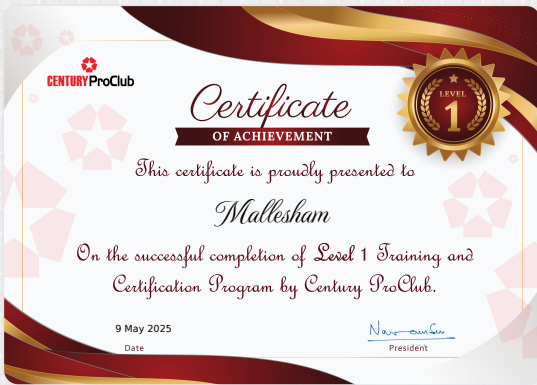 CENTURY ProClub
LEVEL
1
Certificate
OF ACHIEVEMENT
This certificate is proudly presented to
Mallesham
On the successful completion of Level 1 Training and
Certification Program by Century ProClub.
9 May 2025
Date
President